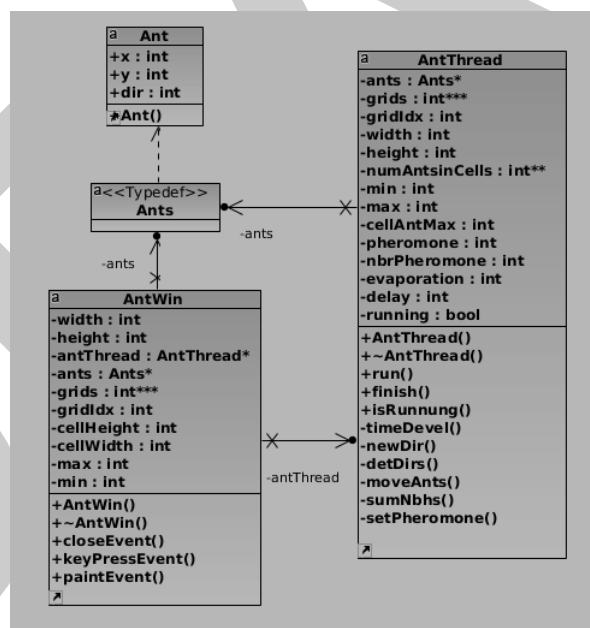 a Ant
+x : int
+y : int
+dir : int
+Ant()
a<<Typedef>>
Ants
-ants
-ants
a AntWin
-width : int
-height : int
-antThread : AntThread*
-ants : Ants*
-grids : int***
-gridIdx : int
-cellHeight : int
-cellWidth : int
-max : int
-min : int
+AntWin()
+~AntWin()
+closeEvent()
+keyPressEvent()
+paintEvent()
-antThread
a AntThread
-ants : Ants*
-grids : int***
-gridIdx : int
-width : int
-height : int
-numAntsinCells : int**
-min : int
-max : int
-cellAntMax : int
-pheromone : int
-nbrPheromone : int
-evaporation : int
-delay : int
-running : bool
+AntThread()
+~AntThread()
+run()
+finish()
+isRunnung()
-timeDevel()
-newDir()
-detDirs()
-moveAnts()
-sumNbhs()
-setPheromone()